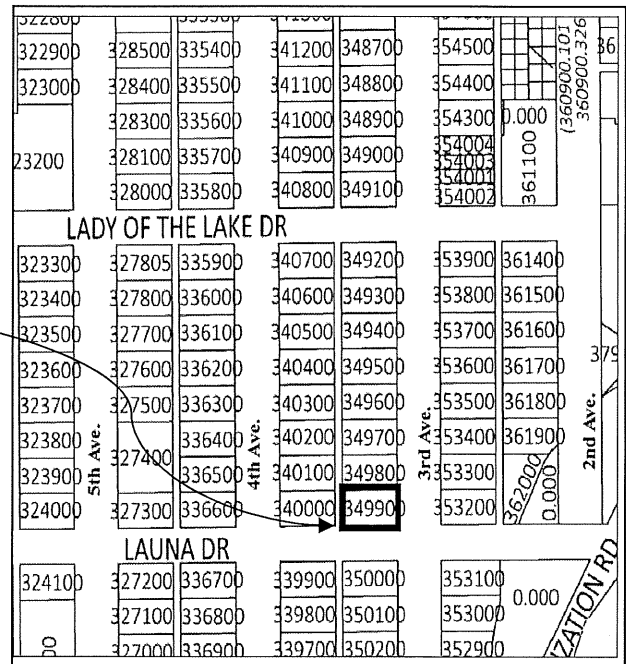 322800
322900 328500 335400 341200 348700 354500 36
323000 328400 335500 341100 348800 354400
(360900.101
360900.326
328300 335600 341000 348900 354300 0.000
23200 328100 335700 340900 349000 354004
354003
354001
361100
328000 335800 340800 349100 354002
LADY OF THE LAKE DR
323300 327805 335900 340700 349200 353900 361400
323400 327800 336000 340600 349300 353800 361500
323500 327700 336100 340500 349400 353700 361600
323600 327600 336200 340400 349500 353600 361700 379
323700 327500 336300 340300 349600 353500 361800
323800 336400 340200 349700 353400 361900
5th Ave. 327400 4th Ave. 3rd Ave. 2nd Ave.
323900 336500 340100 349800 353300 362000 0.000
324000 327300 336600 340000 349900 353200
LAUNA DR
324100 327200 336700 339900 350000 353100
327100 336800 339800 350100 353000 0.000
IZATION RD
00 327000 336900 339700 350200 352900